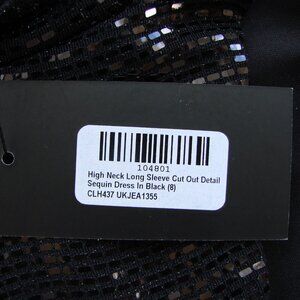 104801
High Neck Long Sleeve Cut Out Detail
Sequin Dress In Black (8)
CLH437 UKJEA1355